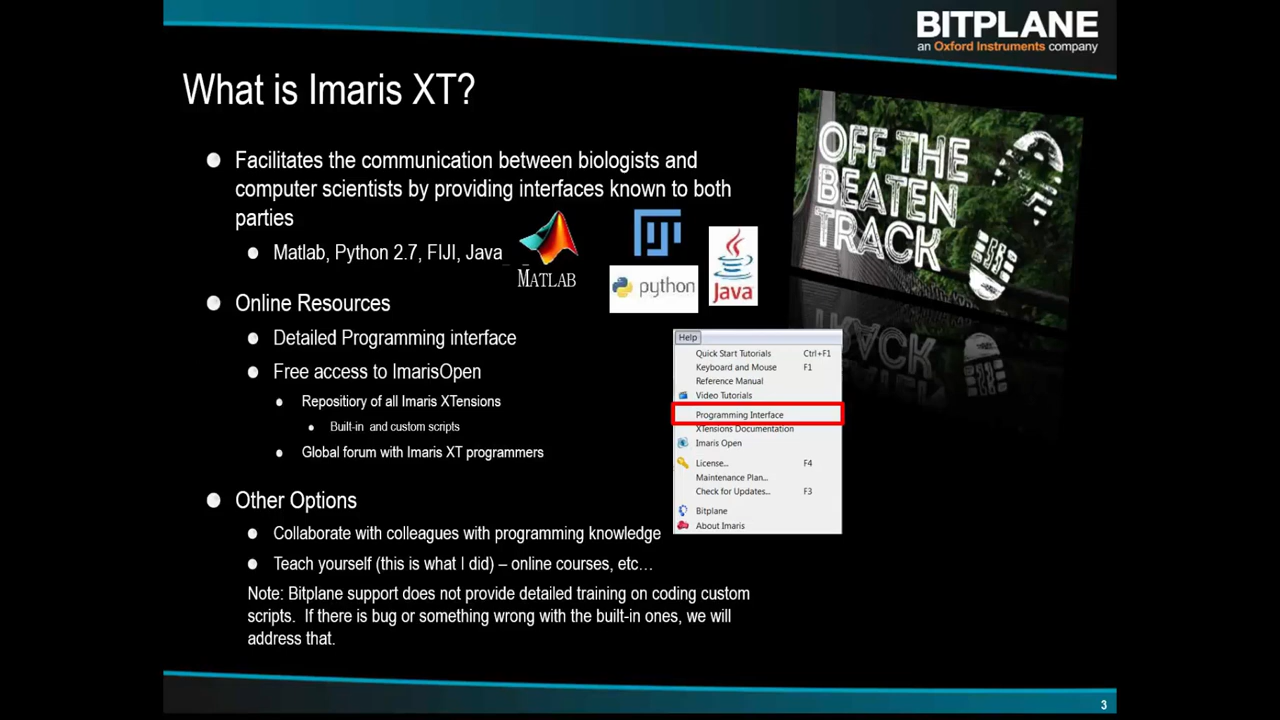 BITPLANE
an Oxford Instruments company
What is Imaris XT?
OFF THE
BEATEN
TRACK
Facilitates the communication between biologists and
computer scientists by providing interfaces known to both
parties
Matlab, Python 2.7, FIJI, Java
MATLAB
python
Java
Online Resources
Detailed Programming interface
Free access to ImarisOpen
Repositiory of all Imaris XTensions
Built-in and custom scripts
Global forum with Imaris XT programmers
Help
Quick Start Tutorials Ctrl+F1
Keyboard and Mouse F1
Reference Manual
Video Tutorials
Programming Interface
XTensions Documentation
Imaris Open
License... F4
Maintenance Plan...
Check for Updates... F3
Bitplane
About Imaris
Other Options
Collaborate with colleagues with programming knowledge
Teach yourself (this is what I did) – online courses, etc…
Note: Bitplane support does not provide detailed training on coding custom
scripts. If there is bug or something wrong with the built-in ones, we will
address that.
3